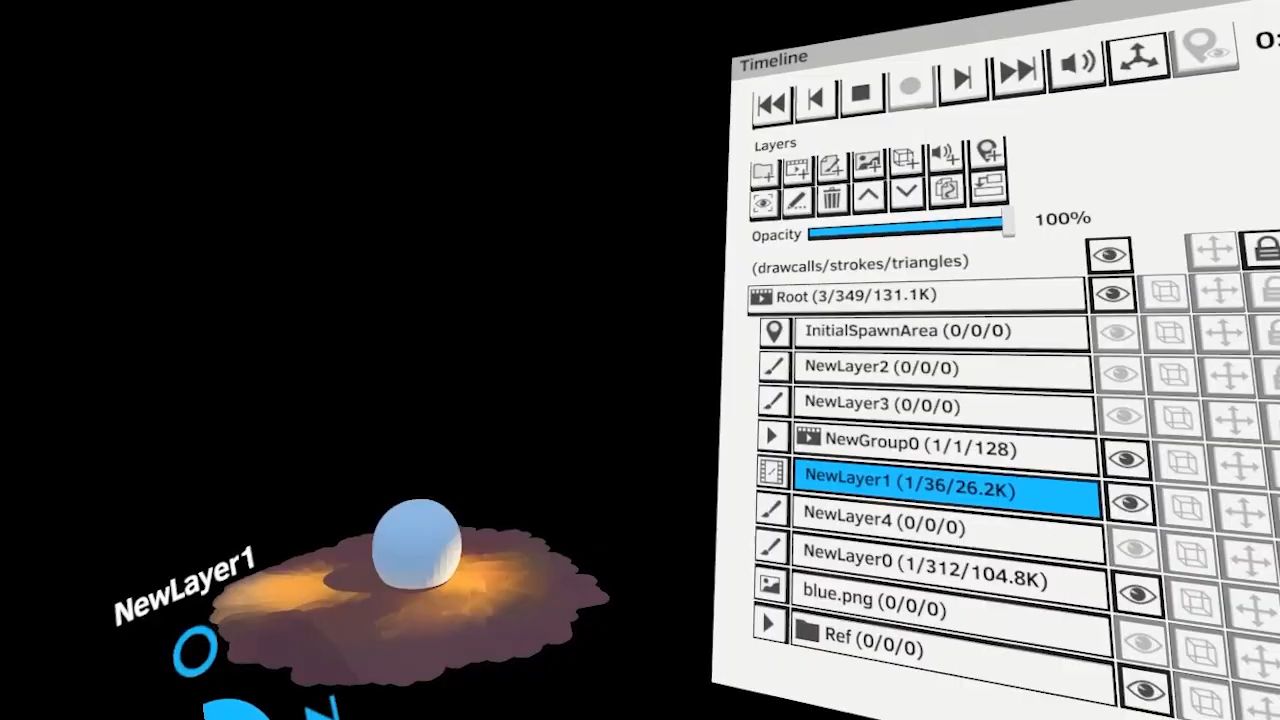 Timeline
0:
Layers
Opacity 100%
(drawcalls/strokes/triangles)
Root (3/349/131.1K)
InitialSpawnArea (0/0/0)
NewLayer2 (0/0/0)
NewLayer3 (0/0/0)
NewGroup0 (1/1/128)
NewLayer1 (1/36/26.2K)
NewLayer4 (0/0/0)
NewLayer0 (1/312/104.8K)
blue.png (0/0/0)
Ref (0/0/0)
NewLayer1